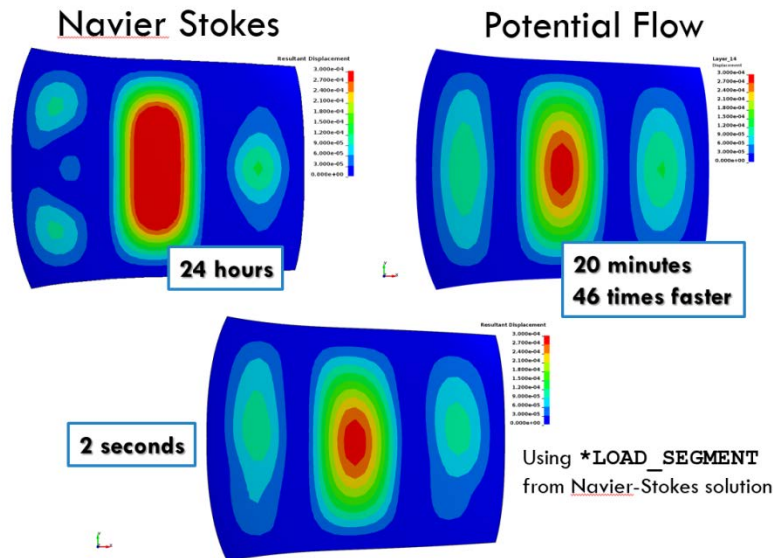 Navier Stokes
Potential Flow
Resultant Displacement
3.000e-04
2.700e-04
2.400e-04
2.100e-04
1.800e-04
1.500e-04
1.200e-04
9.000e-05
6.000e-05
3.000e-05
0.000e+00
Layer_14
Displacement
3.000e-04
2.700e-04
2.400e-04
2.100e-04
1.800e-04
1.500e-04
1.200e-04
9.000e-05
6.000e-05
3.000e-05
0.000e+00
24 hours
20 minutes
46 times faster
Resultant Displacement
3.000e-04
2.700e-04
2.400e-04
2.100e-04
1.800e-04
1.500e-04
1.200e-04
9.000e-05
6.000e-05
3.000e-05
0.000e+00
2 seconds
Using *LOAD_SEGMENT
from Navier-Stokes solution